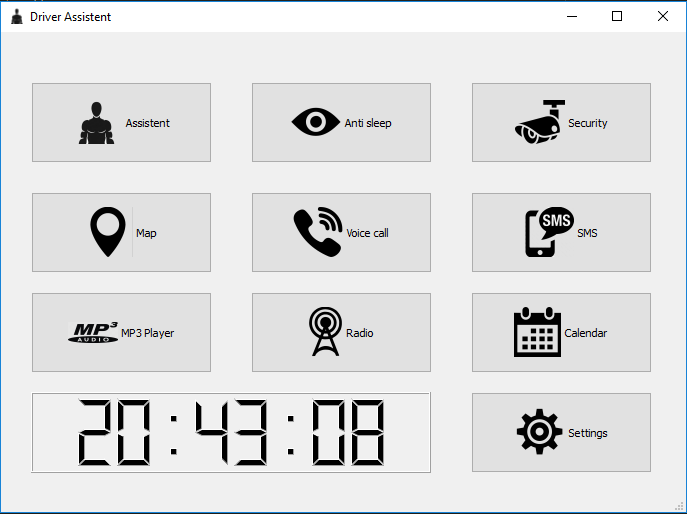 Driver Assistent
Assistent
Anti sleep
Security
Map
Voice call
SMS
SMS
MP3
AUDIO
MP3 Player
Radio
Calendar
20:43:08
Settings